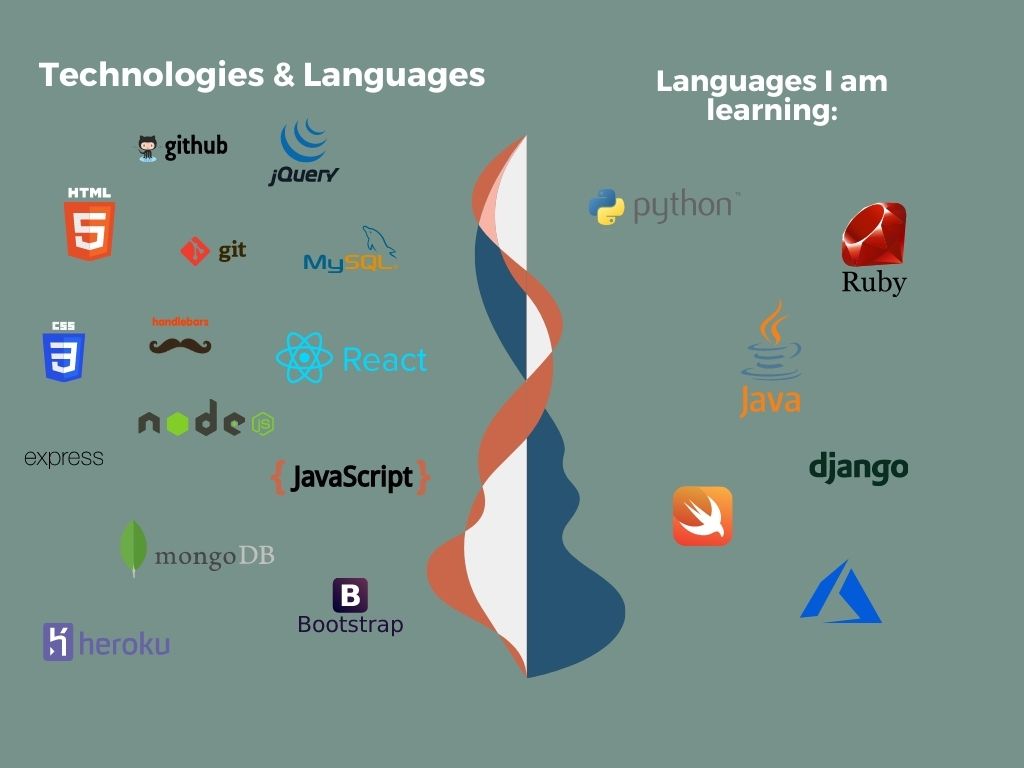 Technologies & Languages
github
jQuery
HTML
5
git
MySQL
CSS
3
handlebars
React
node
JS
express
{ JavaScript }
mongoDB
B
Bootstrap
heroku
Languages I am
learning:
python™
Ruby
Java
django